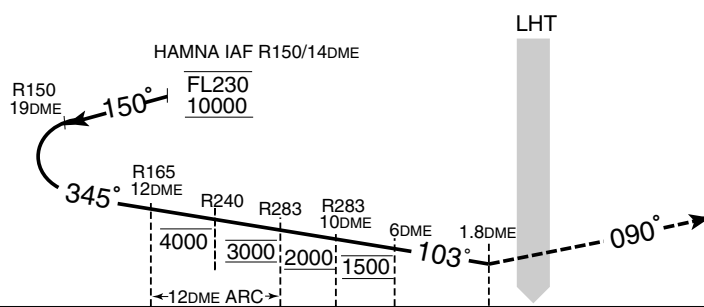 LHT
HAMNA IAF R150/14DME
R150
19DME
150°
FL230
10000
345°
R165
12DME
R240
R283
R283
10DME
6DME
1.8DME
103°
090°
4000
3000
2000
1500
12DME ARC